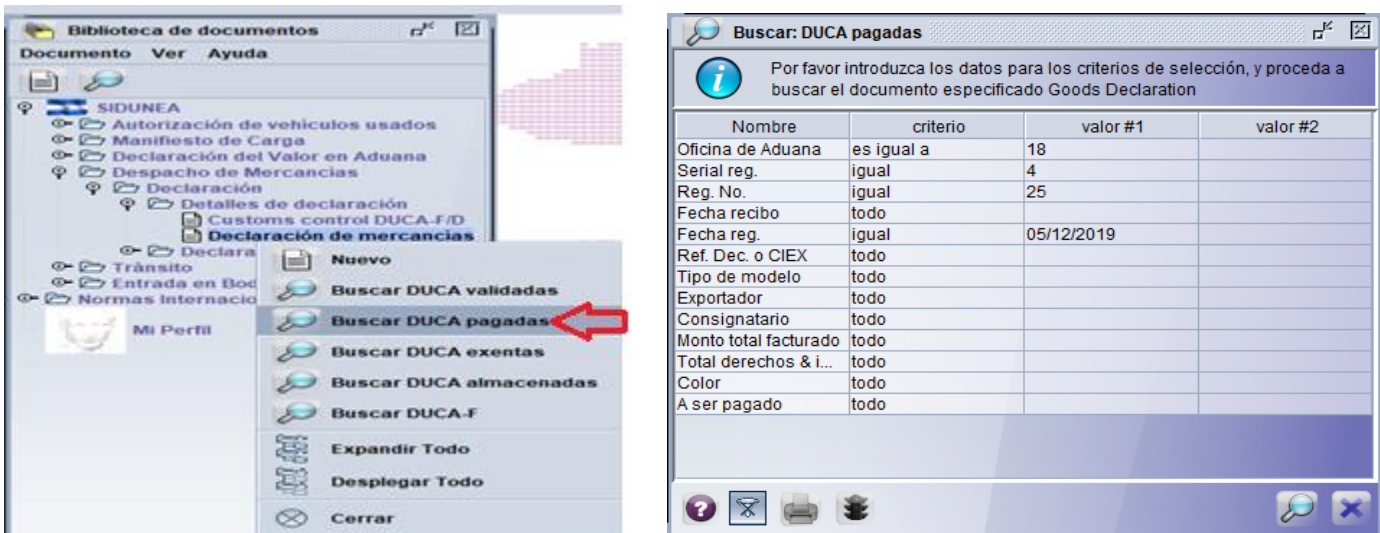 Biblioteca de documentos
Documento Ver Ayuda
SIDUNEA
Autorización de vehiculos usados
Manifiesto de Carga
Declaración del Valor en Aduana
Despacho de Mercancias
Declaración
Detalles de declaración
Customs control DUCA-F/D
Declaración de mercancias
Declara
Trànsito
Entrada en Bod
Normas Internacio
Mi Perfil
Nuevo
Buscar DUCA validadas
Buscar DUCA pagadas
Buscar DUCA exentas
Buscar DUCA almacenadas
Buscar DUCA-F
Expandir Todo
Desplegar Todo
Cerrar
Buscar: DUCA pagadas
Por favor introduzca los datos para los criterios de selección, y proceda a
buscar el documento especificado Goods Declaration
Nombre criterio valor #1 valor #2
Oficina de Aduana es igual a 18
Serial reg. igual 4
Reg. No. igual 25
Fecha recibo todo
Fecha reg. igual 05/12/2019
Ref. Dec. o CIEX todo
Tipo de modelo todo
Exportador todo
Consignatario todo
Monto total facturado todo
Total derechos & i... todo
Color todo
A ser pagado todo